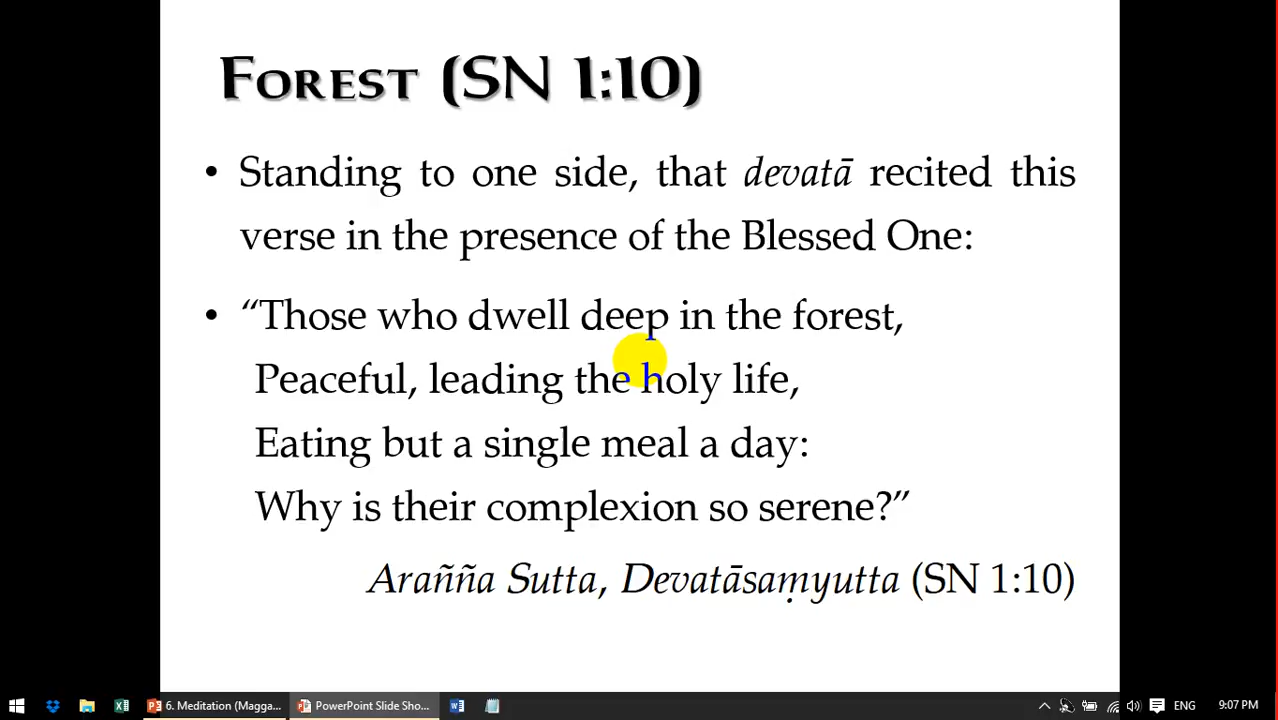 FOREST (SN 1:10)
• Standing to one side, that devatā recited this
verse in the presence of the Blessed One:
• “Those who dwell deep in the forest,
Peaceful, leading the holy life,
Eating but a single meal a day:
Why is their complexion so serene?”
Arañña Sutta, Devatāsaṃyutta (SN 1:10)
6. Meditation (Magga... PowerPoint Slide Sho... ENG 9:07 PM